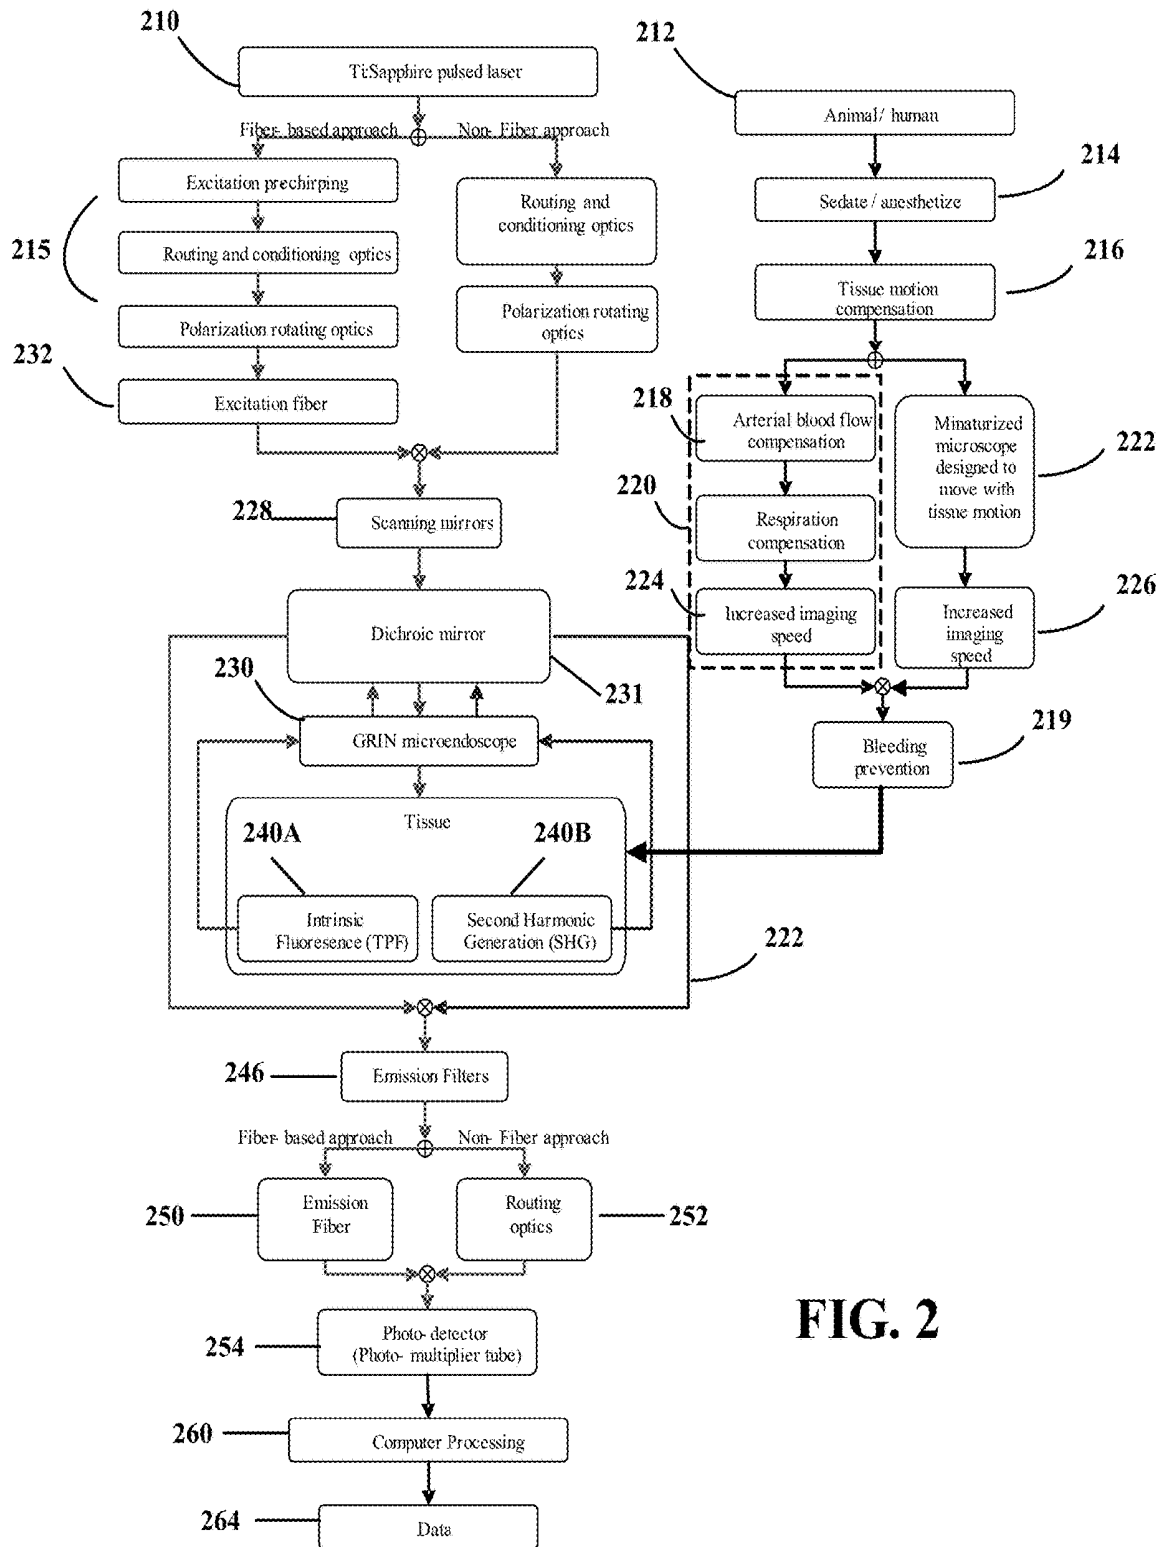 210
Ti:Sapphire pulsed laser
212
Animal / human
Fiber- based approach
Non- Fiber approach
214
Sedate / anesthetize
Excitation prechirping
Routing and
conditioning optics
215
Routing and conditioning optics
216
Tissue motion
compensation
Polarization rotating optics
Polarization rotating
optics
232
Excitation fiber
218
Arterial blood flow
compensation
Minaturized
microscope
designed to
move with
tissue motion
222
220
Respiration
compensation
228
Scanning mirrors
224
Increased imaging
speed
Increased
imaging
speed
226
Dichroic mirror
231
230
GRIN microendoscope
219
Bleeding
prevention
Tissue
240A
240B
Intrinsic
Fluoresence (TPF)
Second Harmonic
Generation (SHG)
222
246
Emission Filters
Fiber- based approach
Non- Fiber approach
250
Emission
Fiber
Routing
optics
252
FIG. 2
254
Photo- detector
(Photo- multiplier tube)
260
Computer Processing
264
Data